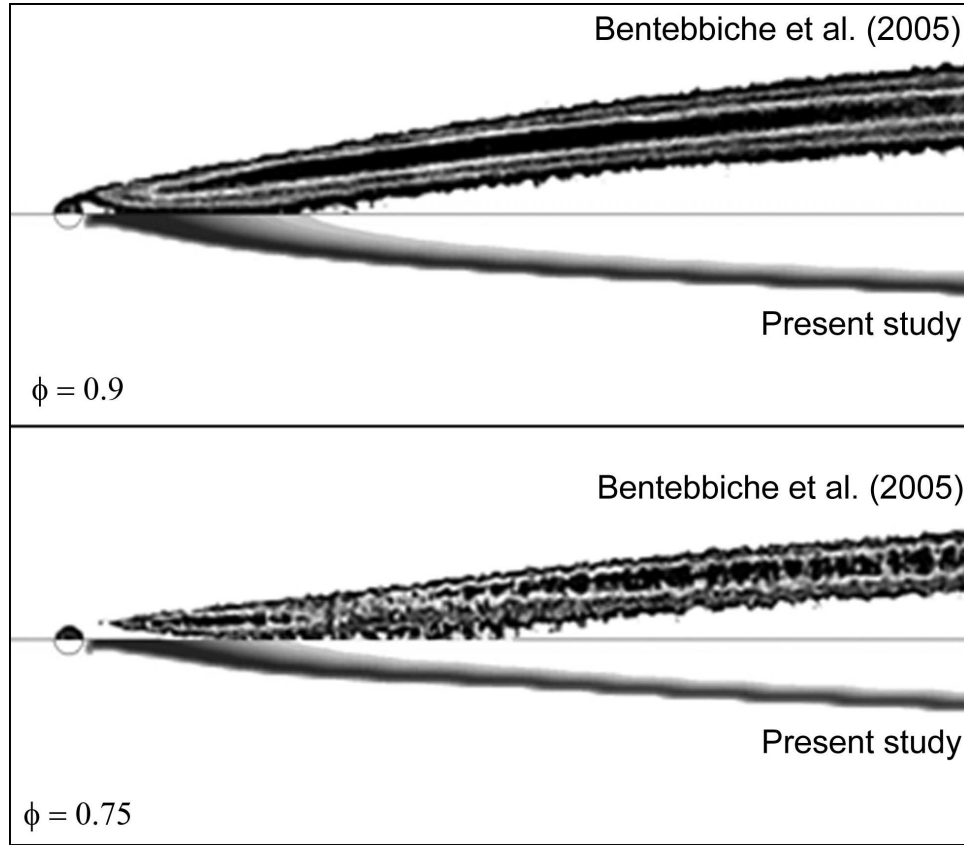 Bentebbiche et al. (2005)
Present study
ϕ = 0.9
Bentebbiche et al. (2005)
Present study
ϕ = 0.75